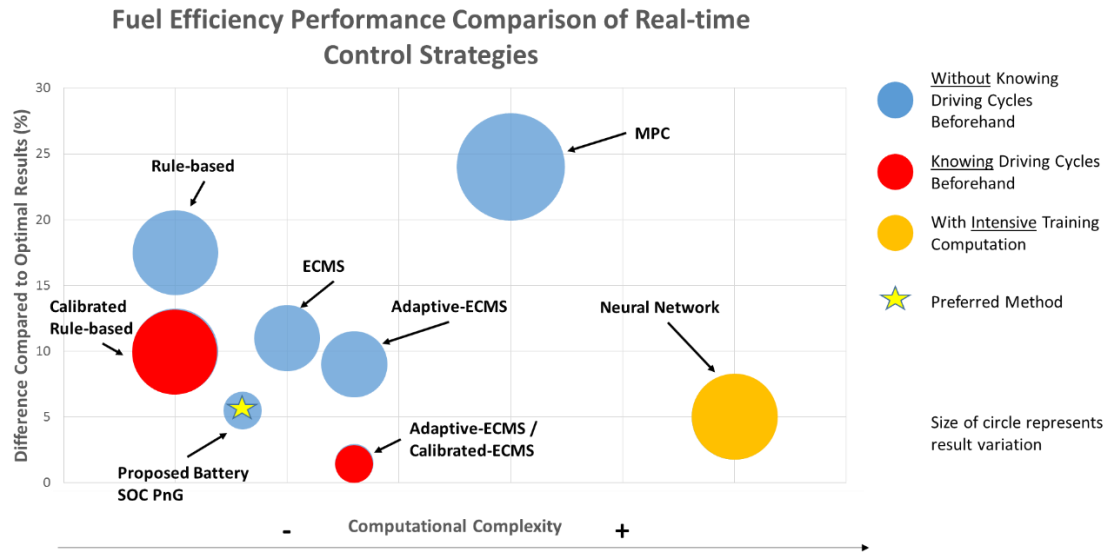 Fuel Efficiency Performance Comparison of Real-time
Control Strategies
Difference Compared to Optimal Results (%)
30
25
20
15
10
5
0
MPC
Rule-based
ECMS
Adaptive-ECMS
Neural Network
Calibrated
Rule-based
Adaptive-ECMS /
Calibrated-ECMS
Proposed Battery
SOC PnG
- Computational Complexity +
Without Knowing
Driving Cycles
Beforehand
Knowing Driving Cycles
Beforehand
With Intensive Training
Computation
Preferred Method
Size of circle represents
result variation